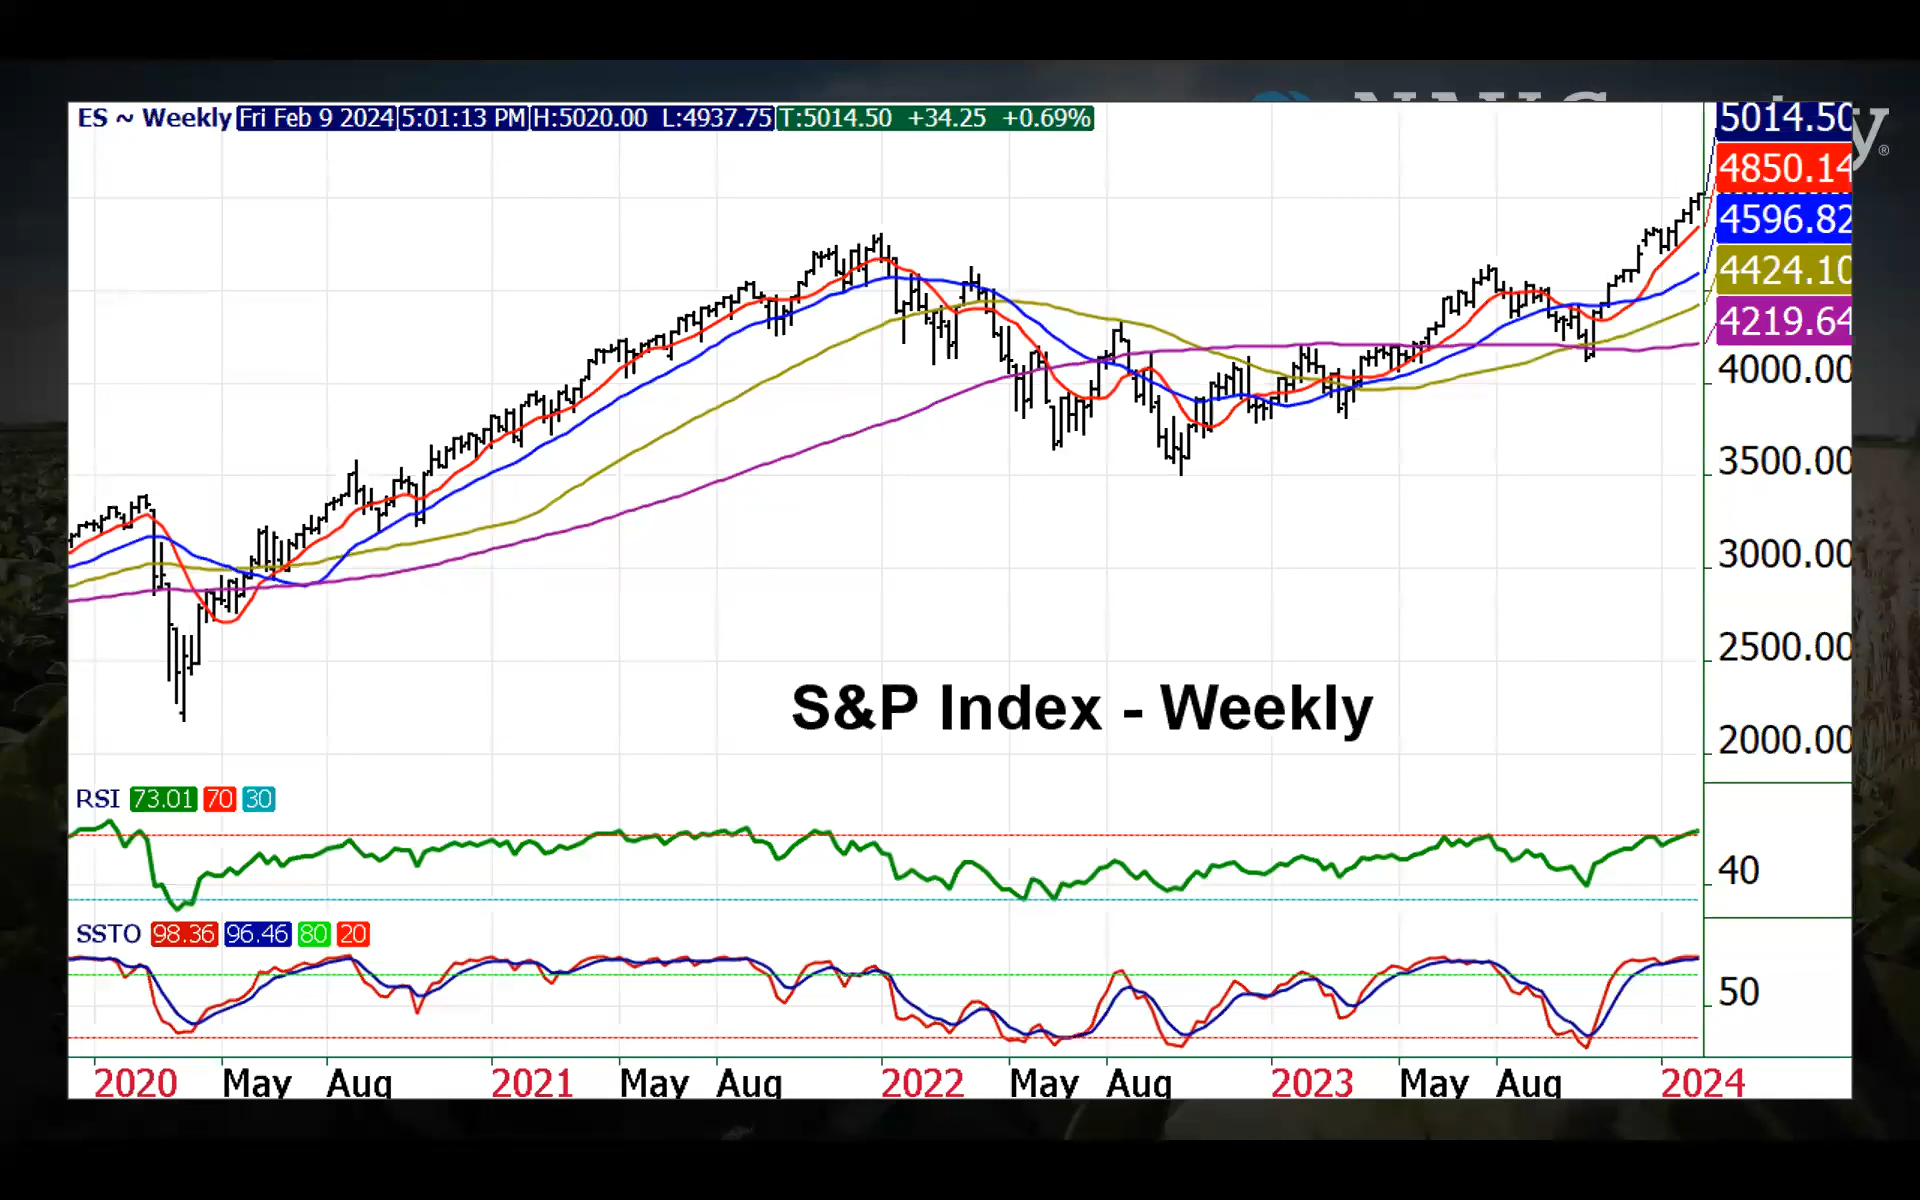 ES ~ Weekly Fri Feb 9 2024 5:01:13 PM H:5020.00 L:4937.75 T:5014.50 +34.25 +0.69%
5014.50
4850.14
4596.82
4424.10
4219.64
4000.00
3500.00
3000.00
2500.00
S&P Index - Weekly
2000.00
RSI 73.01 70 30
40
SSTO 98.36 96.46 80 20
50
2020 May Aug 2021 May Aug 2022 May Aug 2023 May Aug 2024